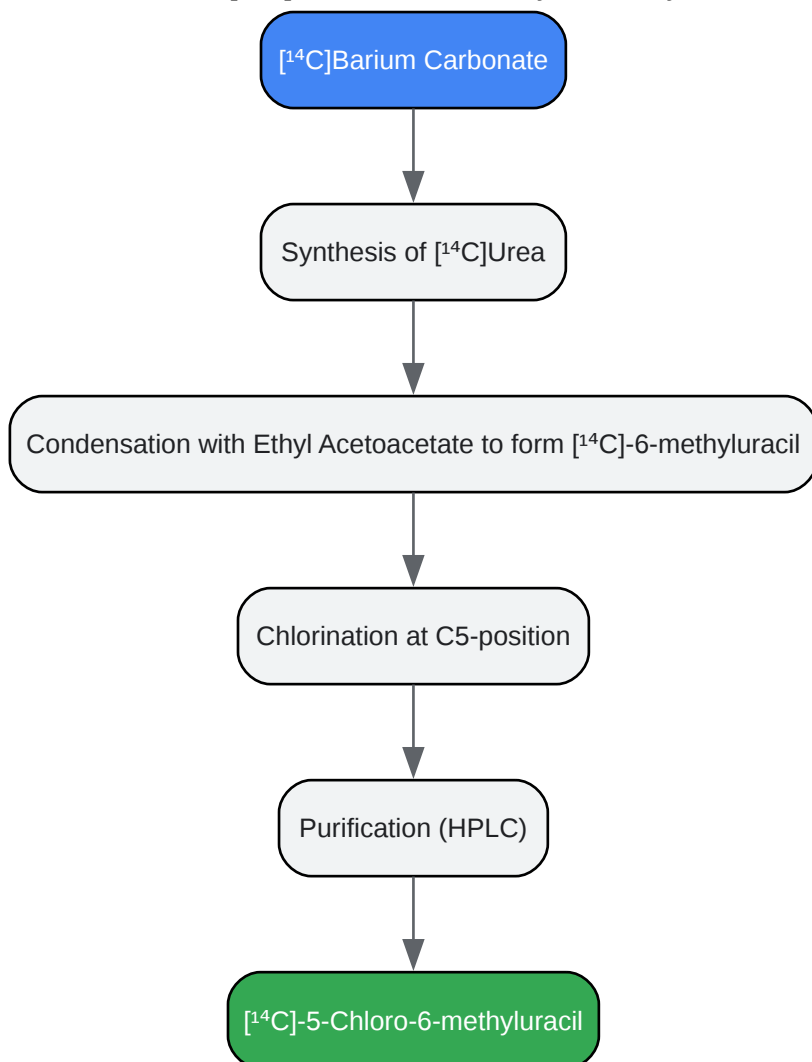 [¹⁴C]Barium Carbonate
Synthesis of [¹⁴C]Urea
Condensation with Ethyl Acetoacetate to form [¹⁴C]-6-methyluracil
Chlorination at C5-position
Purification (HPLC)
[¹⁴C]-5-Chloro-6-methyluracil